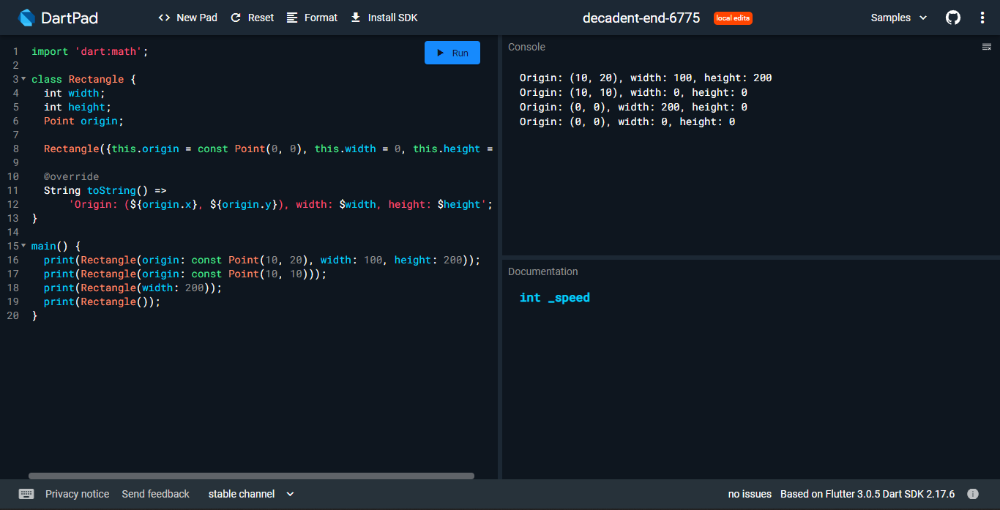 DartPad
New Pad
Reset
Format
Install SDK
decadent-end-6775
local edits
Samples
Run
1 import 'dart:math';
2
3 class Rectangle {
4   int width;
5   int height;
6   Point origin;
7
8   Rectangle({this.origin = const Point(0, 0), this.width = 0, this.height =
9
10   @override
11   String toString() =>
12       'Origin: (${origin.x}, ${origin.y}), width: $width, height: $height';
13 }
14
15 main() {
16   print(Rectangle(origin: const Point(10, 20), width: 100, height: 200));
17   print(Rectangle(origin: const Point(10, 10)));
18   print(Rectangle(width: 200));
19   print(Rectangle());
20 }
Console
Origin: (10, 20), width: 100, height: 200
Origin: (10, 10), width: 0, height: 0
Origin: (0, 0), width: 200, height: 0
Origin: (0, 0), width: 0, height: 0
Documentation
int _speed
Privacy notice
Send feedback
stable channel
no issues
Based on Flutter 3.0.5 Dart SDK 2.17.6